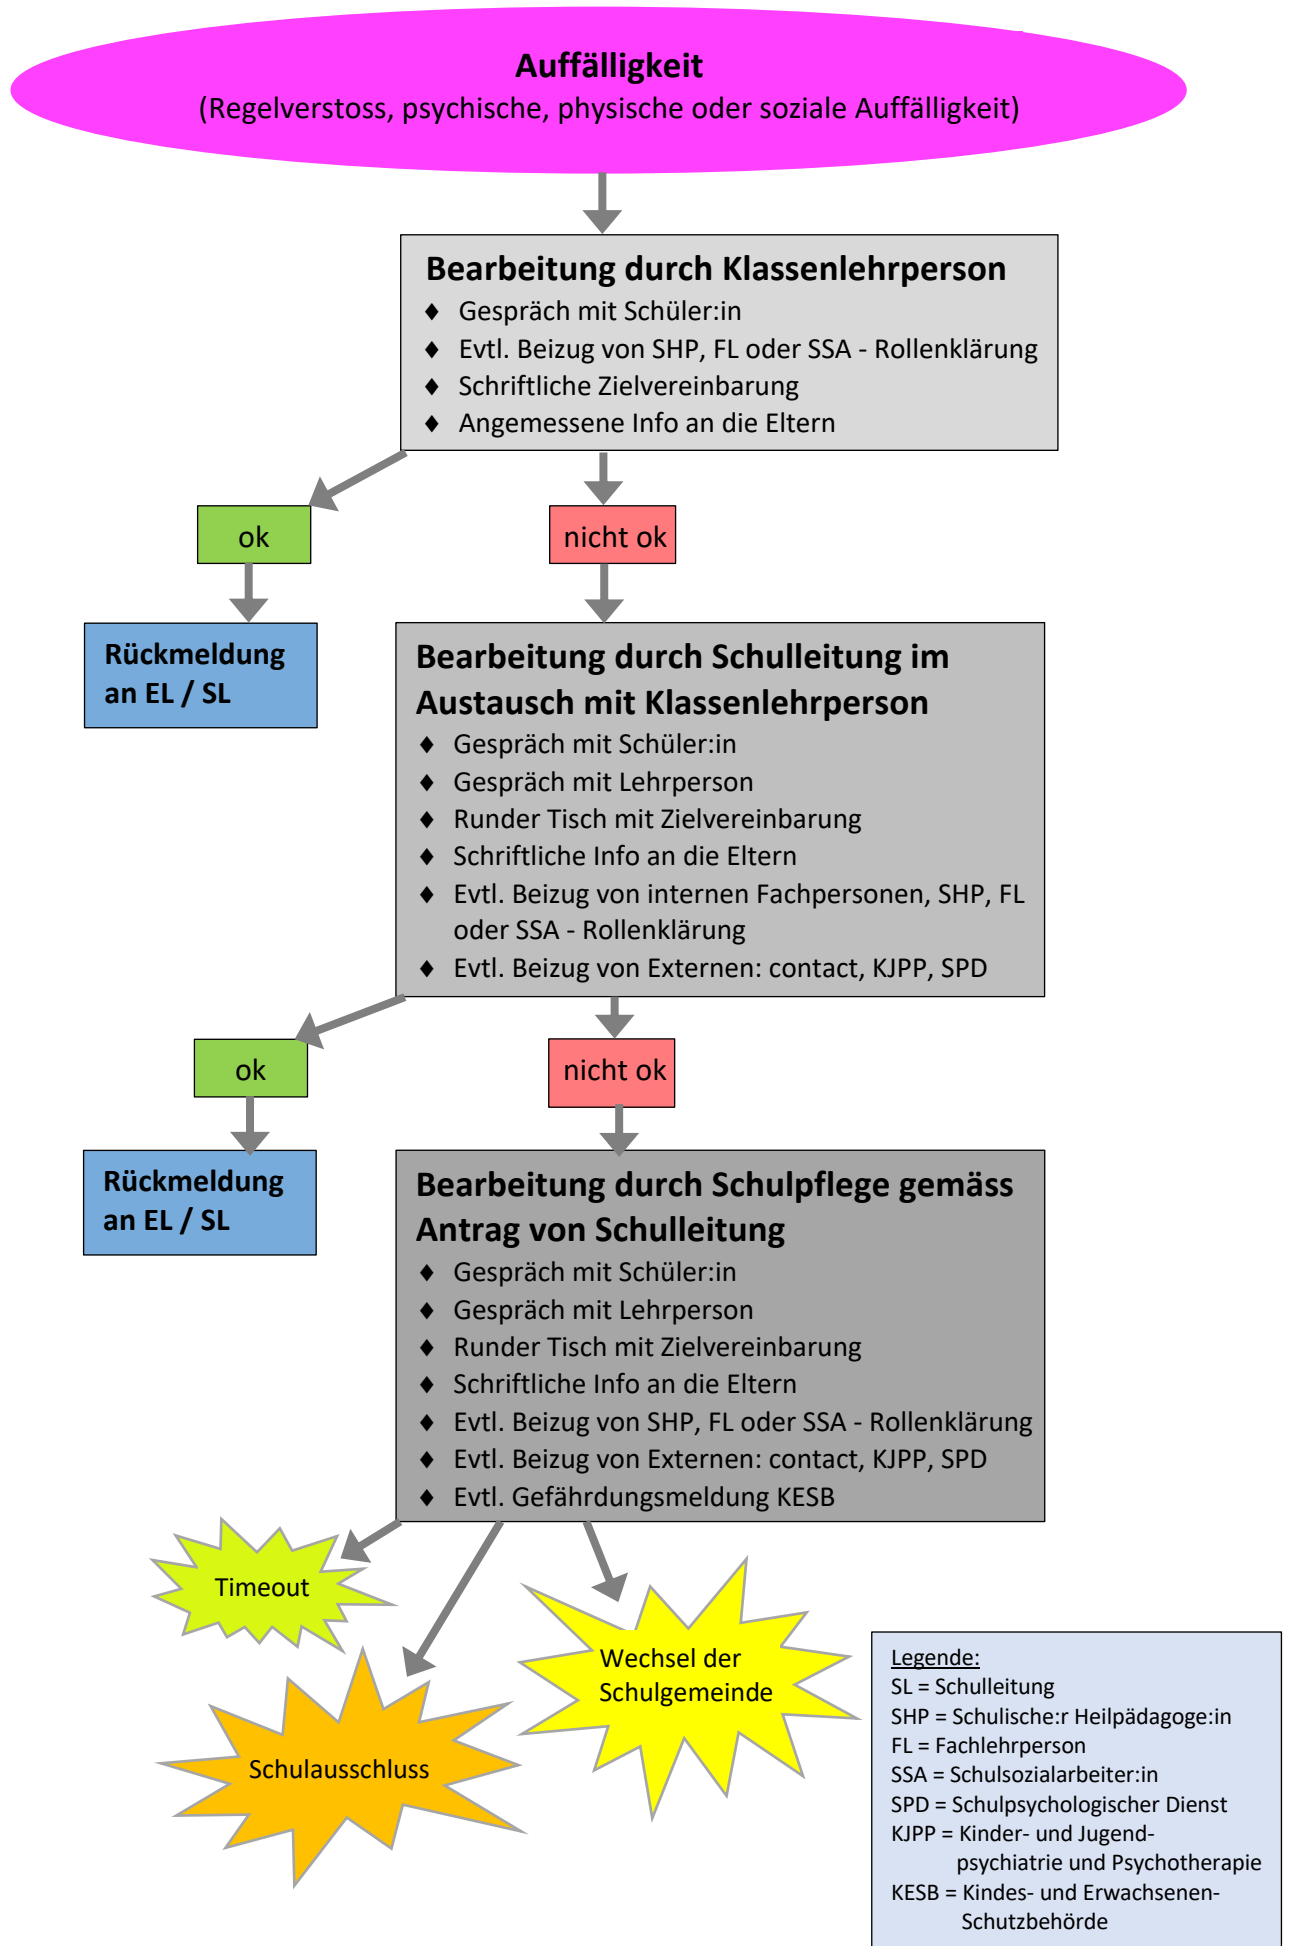 Auffälligkeit
(Regelverstoss, psychische, physische oder soziale Auffälligkeit)
Bearbeitung durch Klassenlehrperson
♦ Gespräch mit Schüler:in
♦ Evtl. Beizug von SHP, FL oder SSA - Rollenklärung
♦ Schriftliche Zielvereinbarung
♦ Angemessene Info an die Eltern
ok
nicht ok
Rückmeldung
an EL / SL
Bearbeitung durch Schulleitung im
Austausch mit Klassenlehrperson
♦ Gespräch mit Schüler:in
♦ Gespräch mit Lehrperson
♦ Runder Tisch mit Zielvereinbarung
♦ Schriftliche Info an die Eltern
♦ Evtl. Beizug von internen Fachpersonen, SHP, FL
oder SSA - Rollenklärung
♦ Evtl. Beizug von Externen: contact, KJPP, SPD
ok
nicht ok
Rückmeldung
an EL / SL
Bearbeitung durch Schulpflege gemäss
Antrag von Schulleitung
♦ Gespräch mit Schüler:in
♦ Gespräch mit Lehrperson
♦ Runder Tisch mit Zielvereinbarung
♦ Schriftliche Info an die Eltern
♦ Evtl. Beizug von SHP, FL oder SSA - Rollenklärung
♦ Evtl. Beizug von Externen: contact, KJPP, SPD
♦ Evtl. Gefährdungsmeldung KESB
Timeout
Schulausschluss
Wechsel der
Schulgemeinde
Legende:
SL = Schulleitung
SHP = Schulische:r Heilpädagoge:in
FL = Fachlehrperson
SSA = Schulsozialarbeiter:in
SPD = Schulpsychologischer Dienst
KJPP = Kinder- und Jugend-
psychiatrie und Psychotherapie
KESB = Kindes- und Erwachsenen-
Schutzbehörde